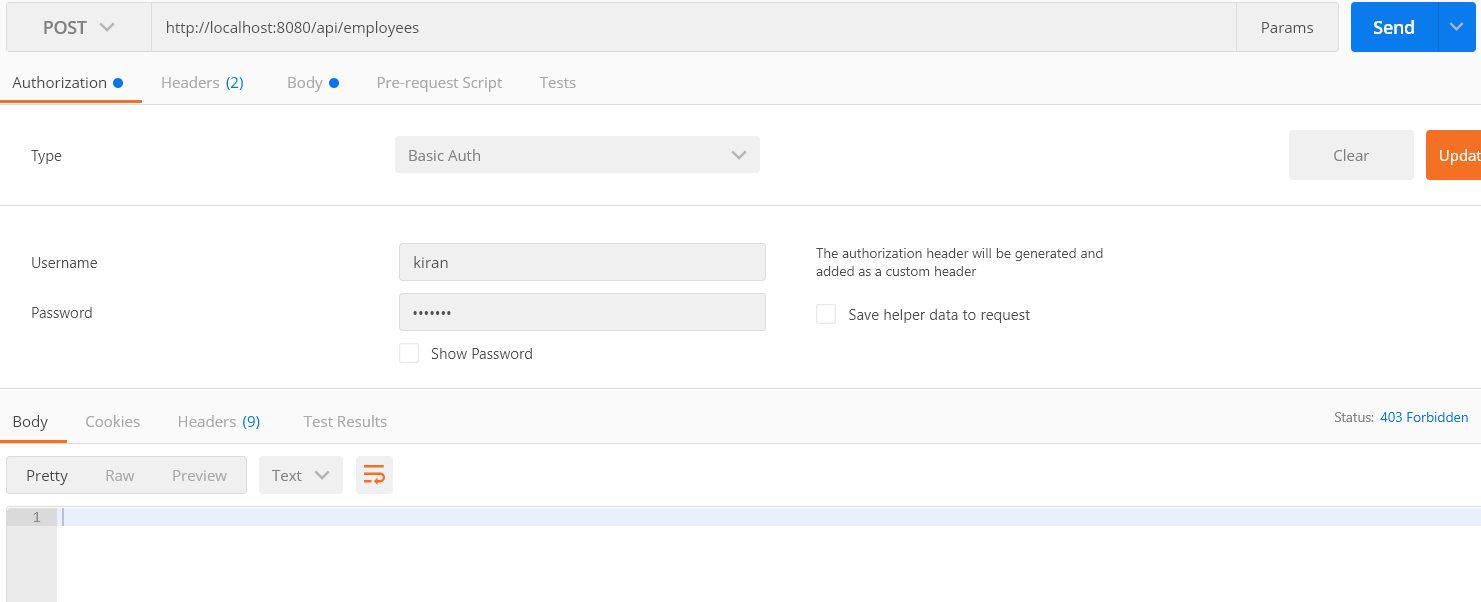 POST http://localhost:8080/api/employees Params Send
Authorization Headers (2) Body Pre-request Script Tests
Type Basic Auth Clear Updat
Username kiran The authorization header will be generated and
added as a custom header
Password ••••••• Save helper data to request
Show Password
Body Cookies Headers (9) Test Results Status: 403 Forbidden
Pretty Raw Preview Text
1